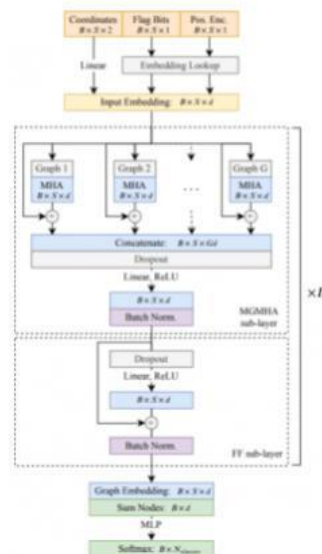 Coordinates Flag Bits Pos. Enc.
B × S × 2 B × S × 1 B × S × 1
Linear Embedding Lookup
Input Embedding: B × S × d
Graph 1 Graph 2 Graph G
MHA MHA MHA
B × S × d B × S × d B × S × d
+ + +
. . .
Concatenate: B × S × Gd
Dropout
Linear, ReLU
B × S × d
Batch Norm.
MGMHA
sub-layer
Dropout
Linear, ReLU
B × S × d
+
Batch Norm.
FF sub-layer
Graph Embedding: B × S × d
Sum Nodes: B × d
MLP
Softmax: